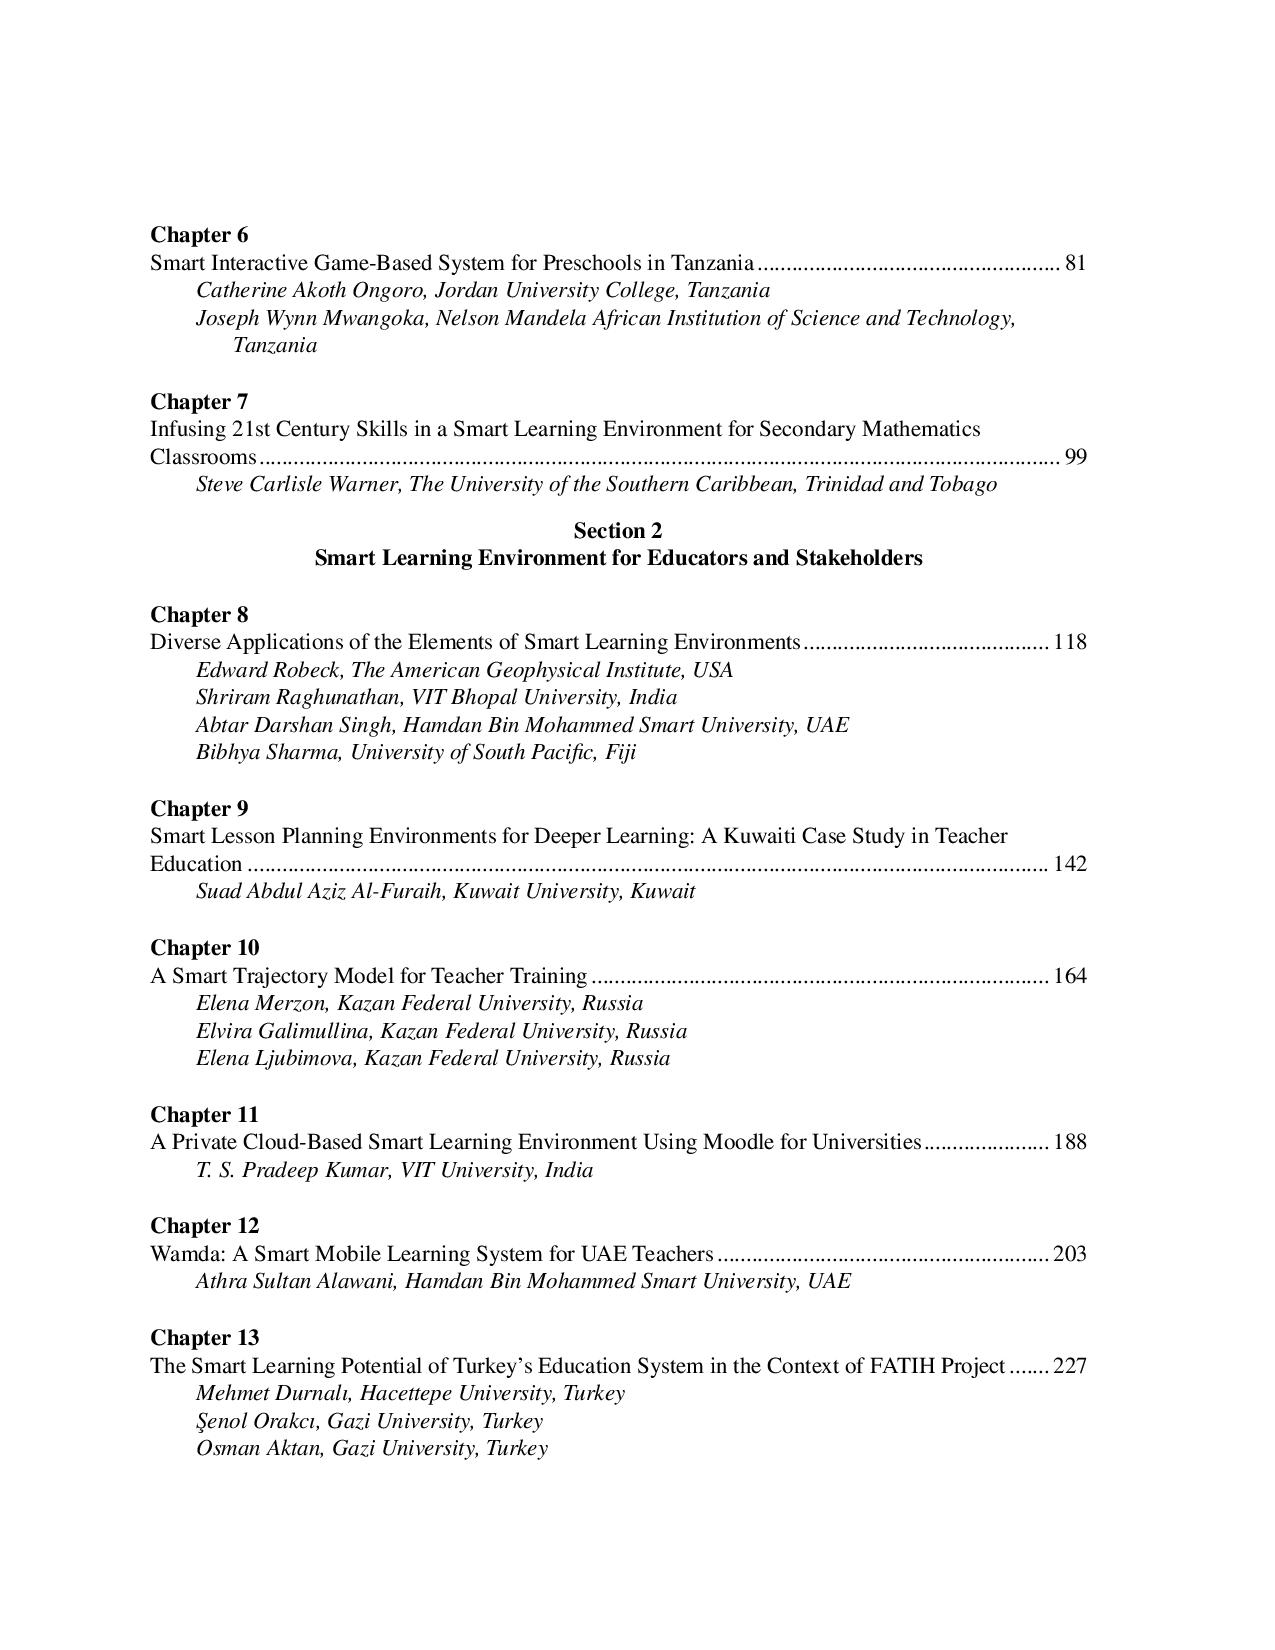 Chapter 6
Smart Interactive Game-Based System for Preschools in Tanzania..................................................... 81
Catherine Akoth Ongoro, Jordan University College, Tanzania
Joseph Wynn Mwangoka, Nelson Mandela African Institution of Science and Technology,
Tanzania
Chapter 7
Infusing 21st Century Skills in a Smart Learning Environment for Secondary Mathematics
Classrooms............................................................................................................................................ 99
Steve Carlisle Warner, The University of the Southern Caribbean, Trinidad and Tobago
Section 2
Smart Learning Environment for Educators and Stakeholders
Chapter 8
Diverse Applications of the Elements of Smart Learning Environments........................................... 118
Edward Robeck, The American Geophysical Institute, USA
Shriram Raghunathan, VIT Bhopal University, India
Abtar Darshan Singh, Hamdan Bin Mohammed Smart University, UAE
Bibhya Sharma, University of South Pacific, Fiji
Chapter 9
Smart Lesson Planning Environments for Deeper Learning: A Kuwaiti Case Study in Teacher
Education ............................................................................................................................................ 142
Suad Abdul Aziz Al-Furaih, Kuwait University, Kuwait
Chapter 10
A Smart Trajectory Model for Teacher Training ................................................................................ 164
Elena Merzon, Kazan Federal University, Russia
Elvira Galimullina, Kazan Federal University, Russia
Elena Ljubimova, Kazan Federal University, Russia
Chapter 11
A Private Cloud-Based Smart Learning Environment Using Moodle for Universities...................... 188
T. S. Pradeep Kumar, VIT University, India
Chapter 12
Wamda: A Smart Mobile Learning System for UAE Teachers .......................................................... 203
Athra Sultan Alawani, Hamdan Bin Mohammed Smart University, UAE
Chapter 13
The Smart Learning Potential of Turkey’s Education System in the Context of FATIH Project ....... 227
Mehmet Durnalı, Hacettepe University, Turkey
Şenol Orakcı, Gazi University, Turkey
Osman Aktan, Gazi University, Turkey